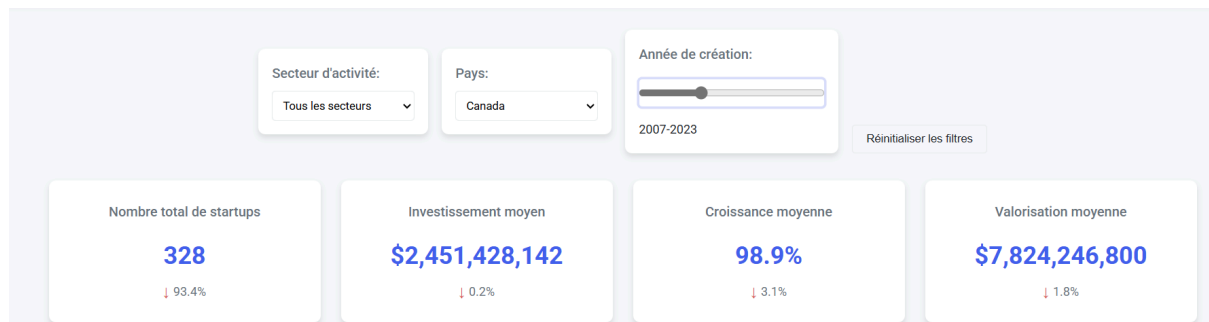 Secteur d'activité:
Tous les secteurs
Pays:
Canada
Année de création:
2007-2023
Réinitialiser les filtres
Nombre total de startups
328
↓ 93.4%
Investissement moyen
$2,451,428,142
↓ 0.2%
Croissance moyenne
98.9%
↓ 3.1%
Valorisation moyenne
$7,824,246,800
↓ 1.8%